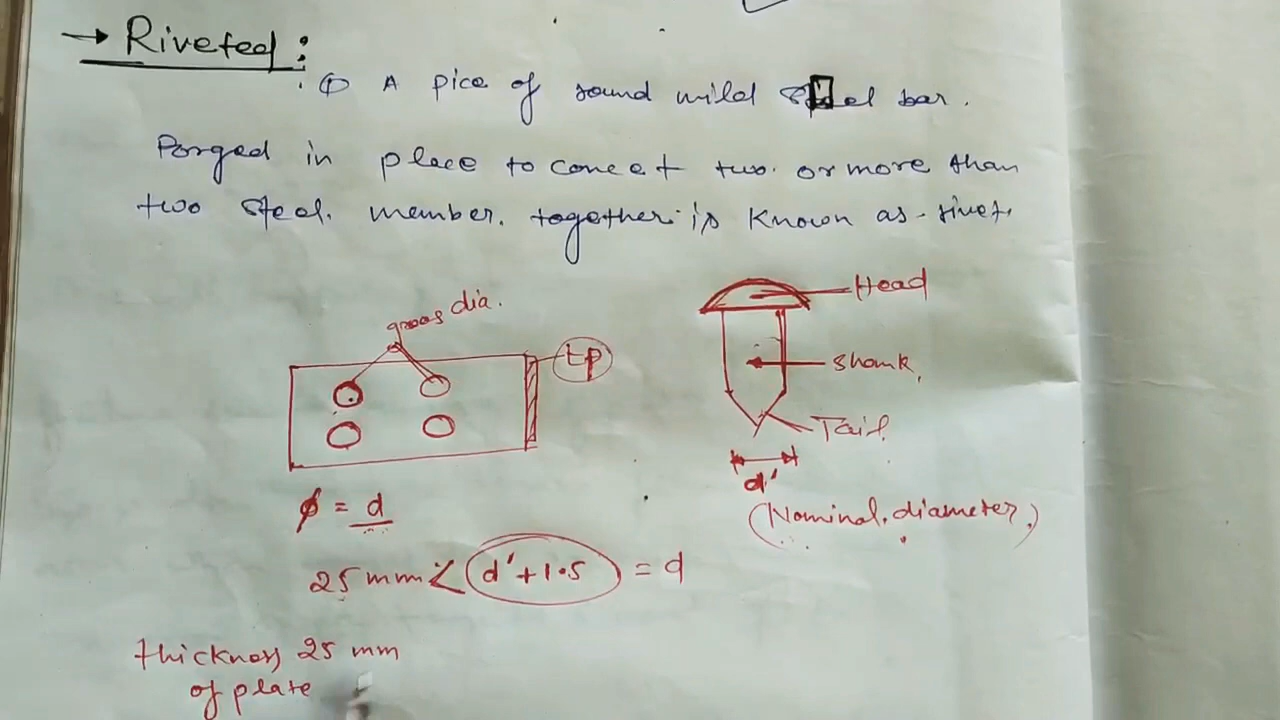 → Riveted :
① A pice of sound mild steel bar.
Forged in place to conect two or more than
two steel. member. together is known as rivet.
gross dia.
tp
Head
shank,
Tail.
d'
(Nominal. diameter.)
ϕ = d
25 mm < (d' + 1.5) = d
thickness 25 mm
of plate